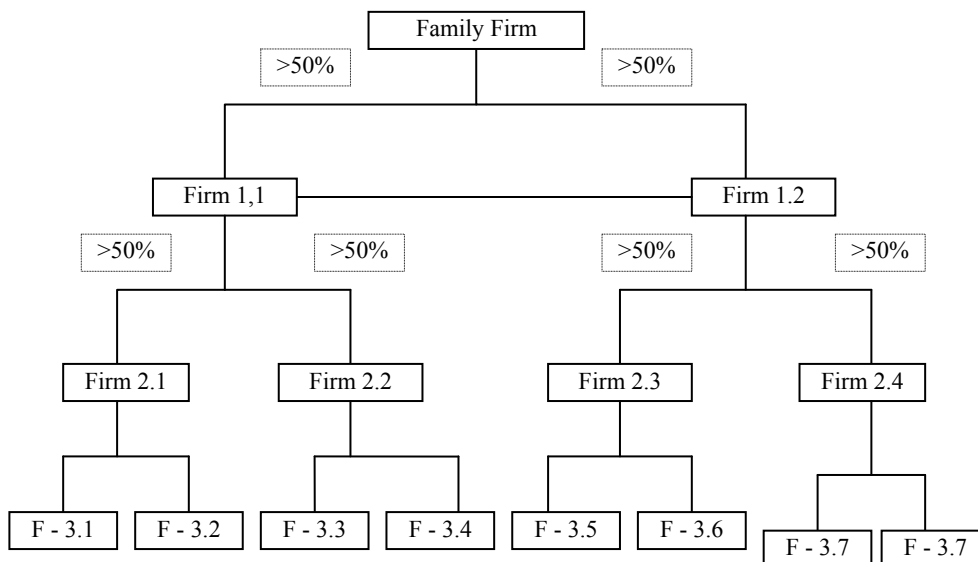 Family Firm
>50%
>50%
Firm 1,1
Firm 1.2
>50%
>50%
>50%
>50%
Firm 2.1
Firm 2.2
Firm 2.3
Firm 2.4
F - 3.1
F - 3.2
F - 3.3
F - 3.4
F - 3.5
F - 3.6
F - 3.7
F - 3.7